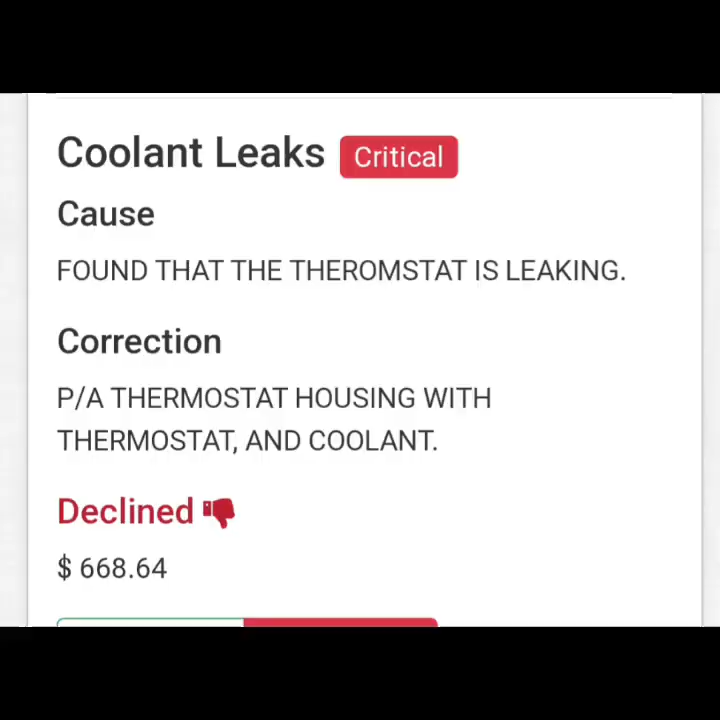 Coolant Leaks Critical
Cause
FOUND THAT THE THEROMSTAT IS LEAKING.
Correction
P/A THERMOSTAT HOUSING WITH
THERMOSTAT, AND COOLANT.
Declined
$ 668.64